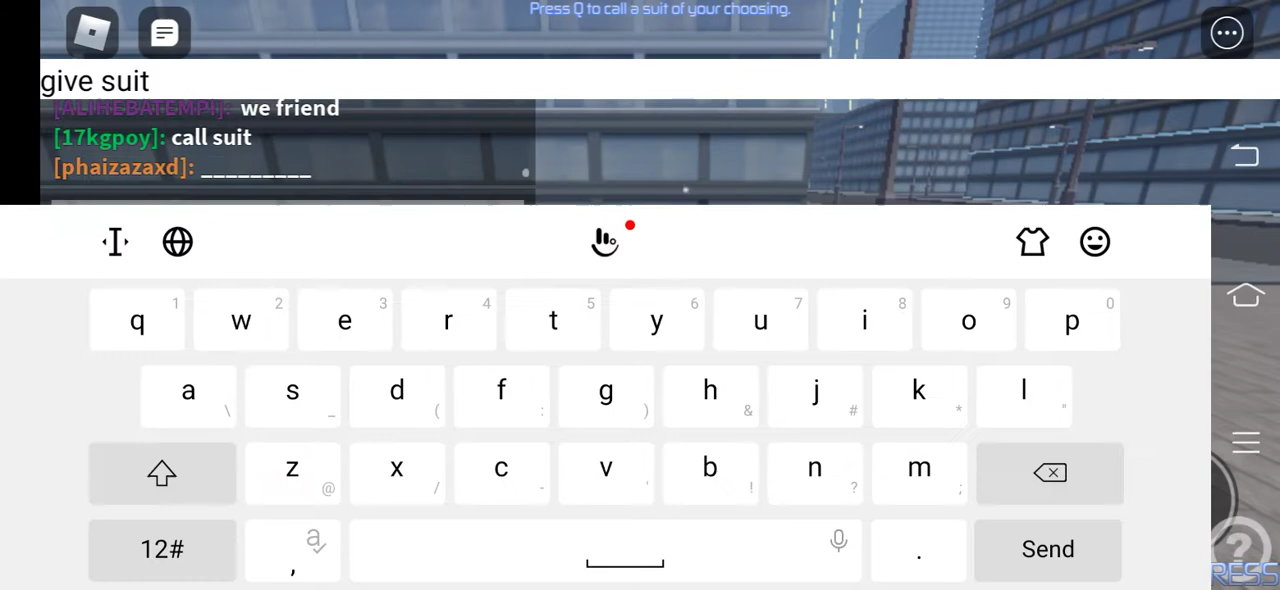 Press Q to call a suit of your choosing.
give suit
[ALIHEBATEMPI]: we friend
[17kgpoy]: call suit
[phaizazaxd]: _________
q 1 w 2 e 3 r 4 t 5 y 6 u 7 i 8 o 9 p 0
a \ s _ d ( f : g ) h & j # k * l "
z @ x / c - v ' b ! n ? m ;
12# , a . Send
?
RESS